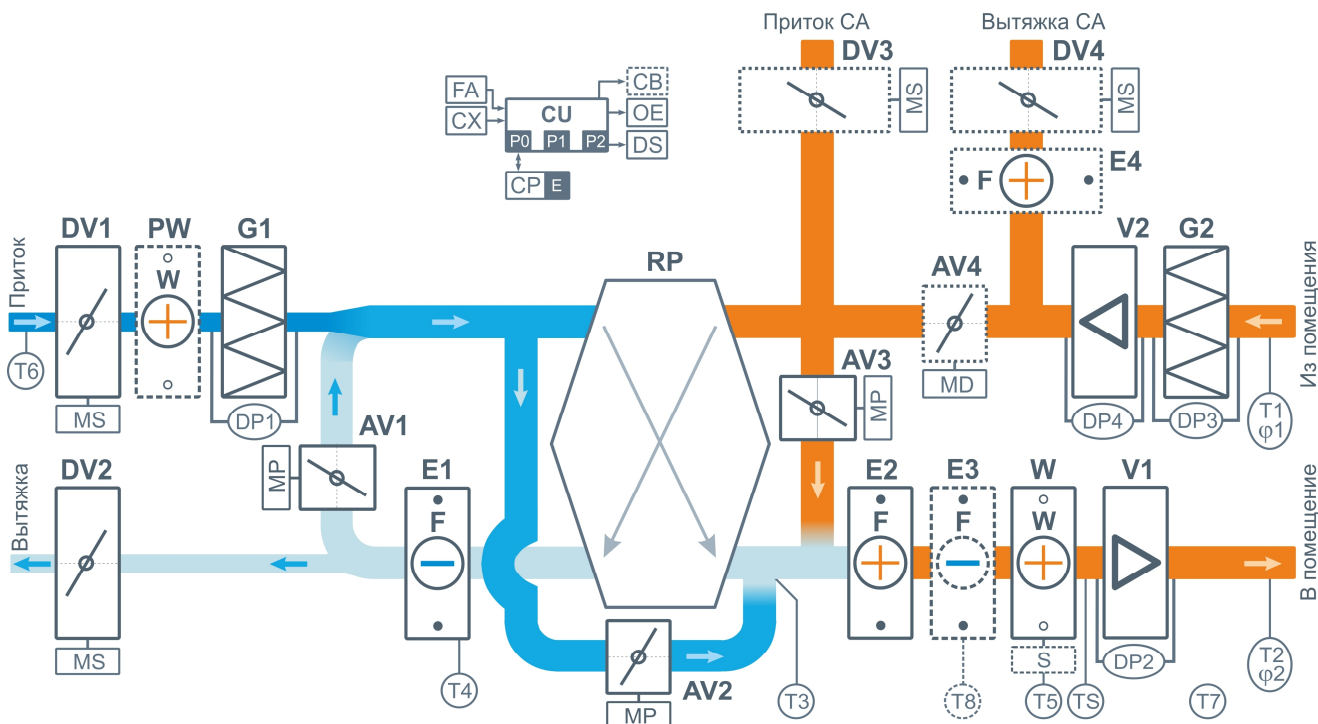 Приток СА
Вытяжка СА
DV3
DV4
MS
MS
FA
CX
CU
P0
P1
P2
CB
OE
DS
CP
E
F
E4
DV1
PW
G1
RP
V2
G2
AV4
Приток
W
T6
MS
DP1
MD
DP4
DP3
T1
φ1
Из помещения
AV3
MP
AV1
MP
DV2
E1
E2
E3
W
V1
Вытяжка
F
F
F
W
В помещение
MS
T4
AV2
MP
T3
T8
S
T5
TS
DP2
T7
T2
φ2